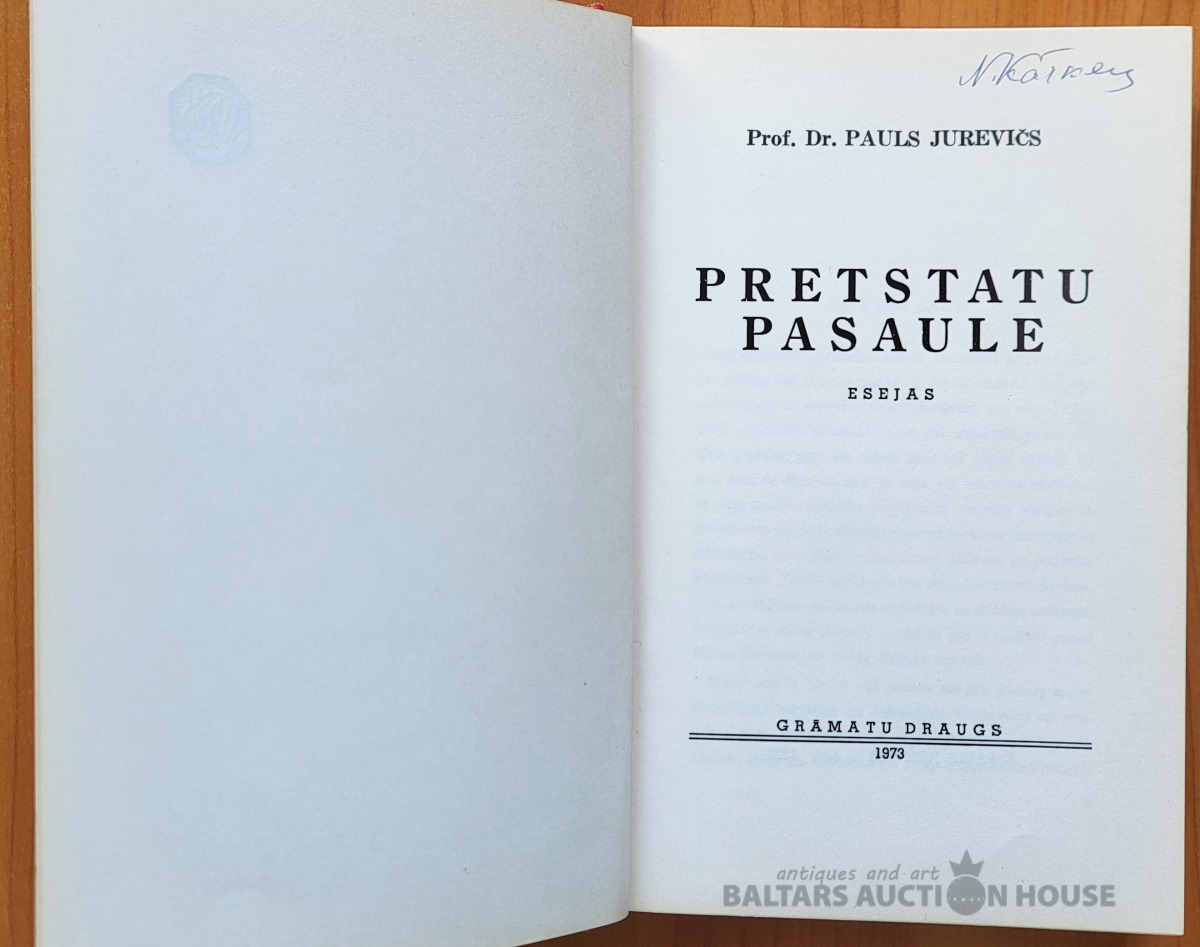 Prof. Dr. PAULS JUREVIČS
PRETSTATU
PASAULE
ESEJAS
GRĀMATU DRAUGS
1973
antiques and art
BALTARS AUCTION HOUSE